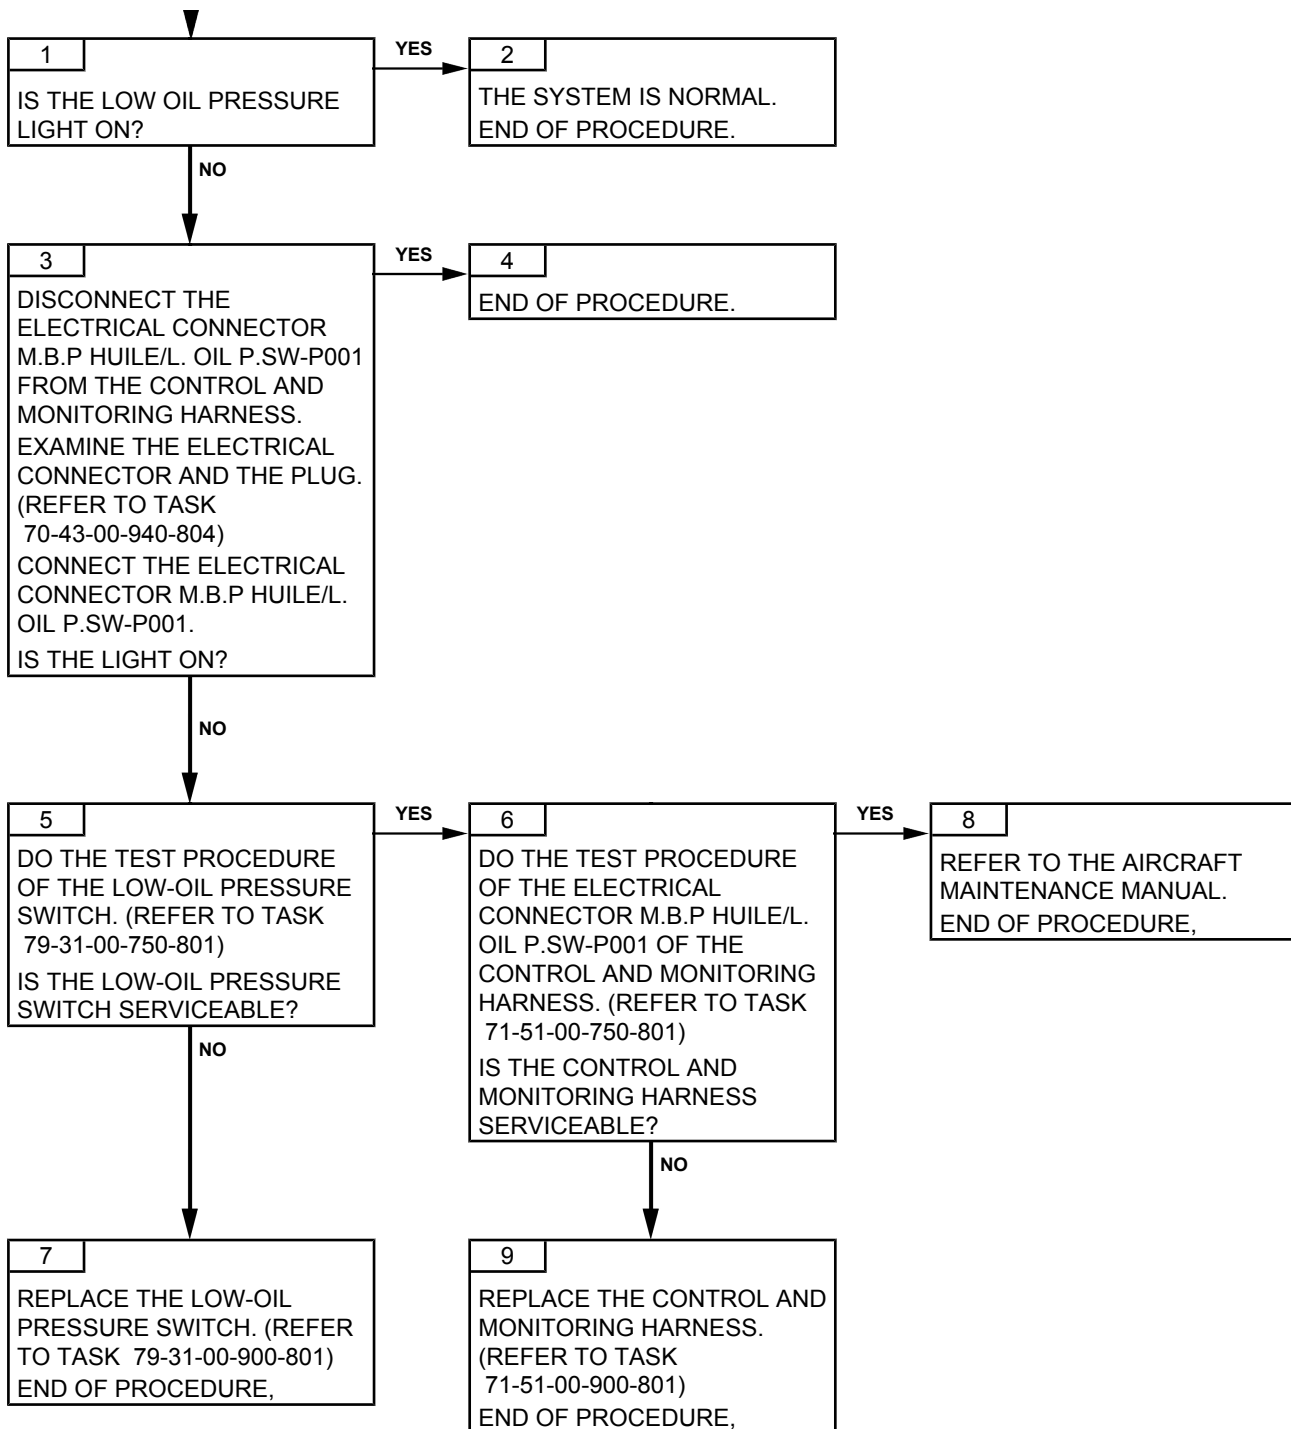 1
IS THE LOW OIL PRESSURE
LIGHT ON?
YES
2
THE SYSTEM IS NORMAL.
END OF PROCEDURE.
NO
3
DISCONNECT THE
ELECTRICAL CONNECTOR
M.B.P HUILE/L. OIL P.SW-P001
FROM THE CONTROL AND
MONITORING HARNESS.
EXAMINE THE ELECTRICAL
CONNECTOR AND THE PLUG.
(REFER TO TASK
70-43-00-940-804)
CONNECT THE ELECTRICAL
CONNECTOR M.B.P HUILE/L.
OIL P.SW-P001.
IS THE LIGHT ON?
YES
4
END OF PROCEDURE.
NO
5
DO THE TEST PROCEDURE
OF THE LOW-OIL PRESSURE
SWITCH. (REFER TO TASK
79-31-00-750-801)
IS THE LOW-OIL PRESSURE
SWITCH SERVICEABLE?
YES
6
DO THE TEST PROCEDURE
OF THE ELECTRICAL
CONNECTOR M.B.P HUILE/L.
OIL P.SW-P001 OF THE
CONTROL AND MONITORING
HARNESS. (REFER TO TASK
71-51-00-750-801)
IS THE CONTROL AND
MONITORING HARNESS
SERVICEABLE?
YES
8
REFER TO THE AIRCRAFT
MAINTENANCE MANUAL.
END OF PROCEDURE,
NO
7
REPLACE THE LOW-OIL
PRESSURE SWITCH. (REFER
TO TASK 79-31-00-900-801)
END OF PROCEDURE,
NO
9
REPLACE THE CONTROL AND
MONITORING HARNESS.
(REFER TO TASK
71-51-00-900-801)
END OF PROCEDURE,